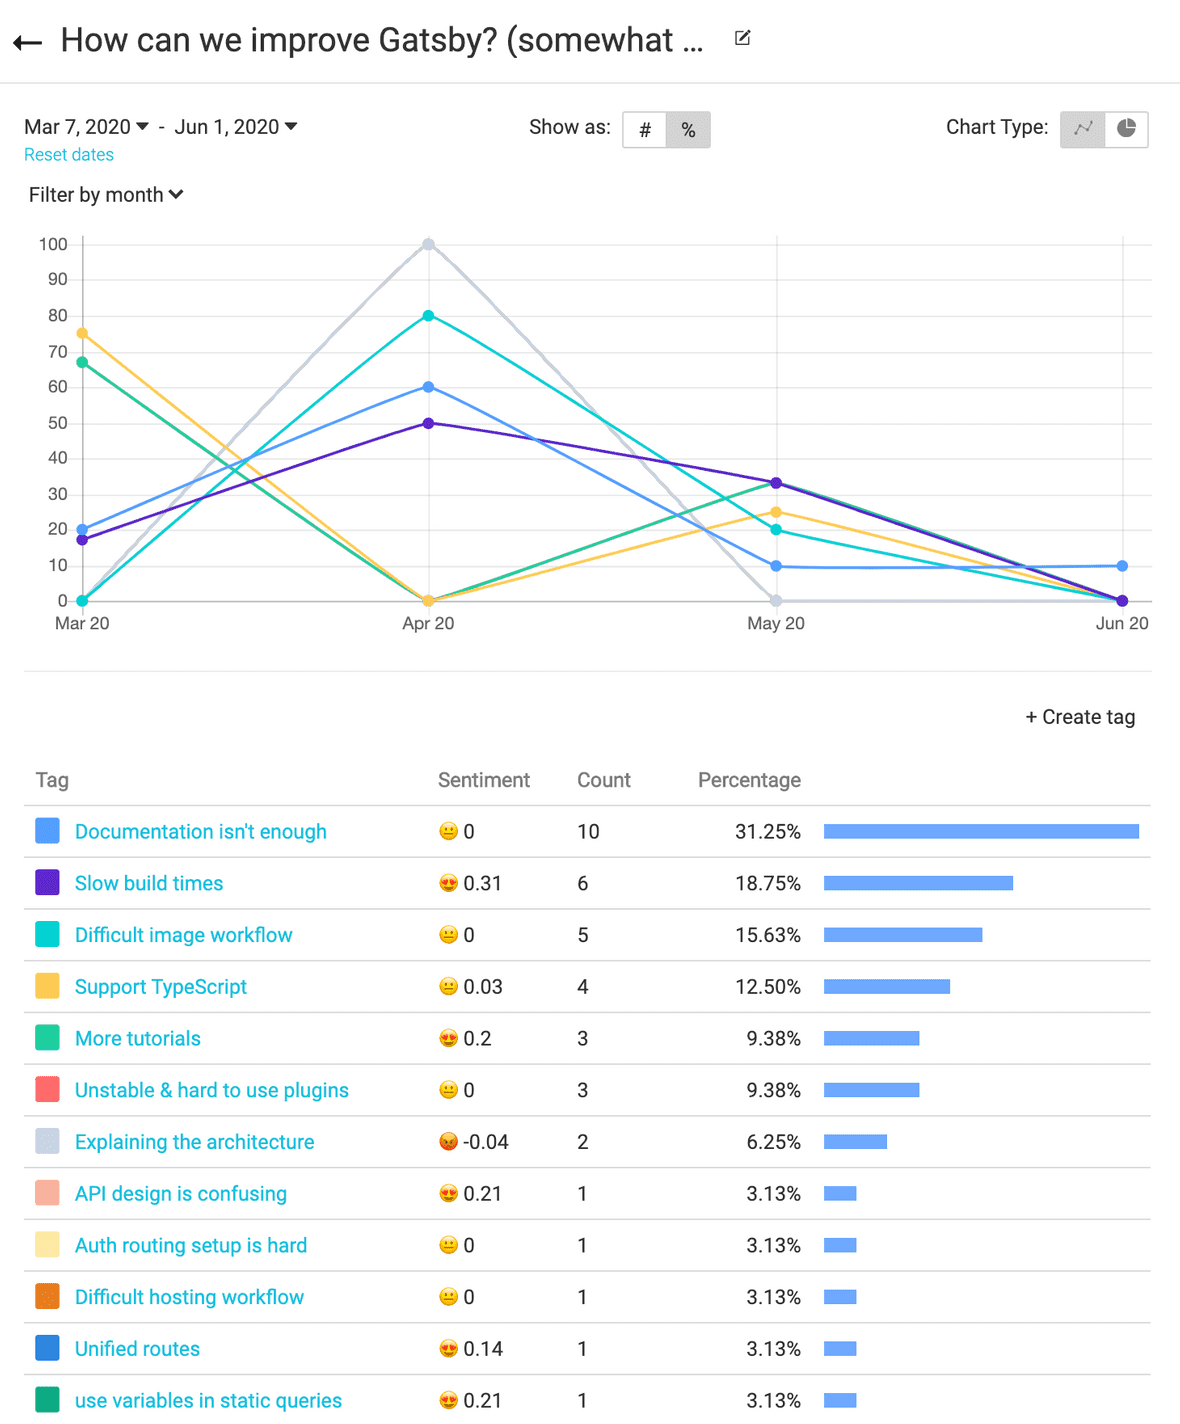 How can we improve Gatsby? (somewhat ...
Mar 7, 2020 - Jun 1, 2020
Show as: # %
Chart Type:
Reset dates
Filter by month
100
90
80
70
60
50
40
30
20
10
0
Mar 20 Apr 20 May 20 Jun 20
+ Create tag
Tag Sentiment Count Percentage
Documentation isn't enough 0 10 31.25%
Slow build times 0.31 6 18.75%
Difficult image workflow 0 5 15.63%
Support TypeScript 0.03 4 12.50%
More tutorials 0.2 3 9.38%
Unstable & hard to use plugins 0 3 9.38%
Explaining the architecture -0.04 2 6.25%
API design is confusing 0.21 1 3.13%
Auth routing setup is hard 0 1 3.13%
Difficult hosting workflow 0 1 3.13%
Unified routes 0.14 1 3.13%
use variables in static queries 0.21 1 3.13%